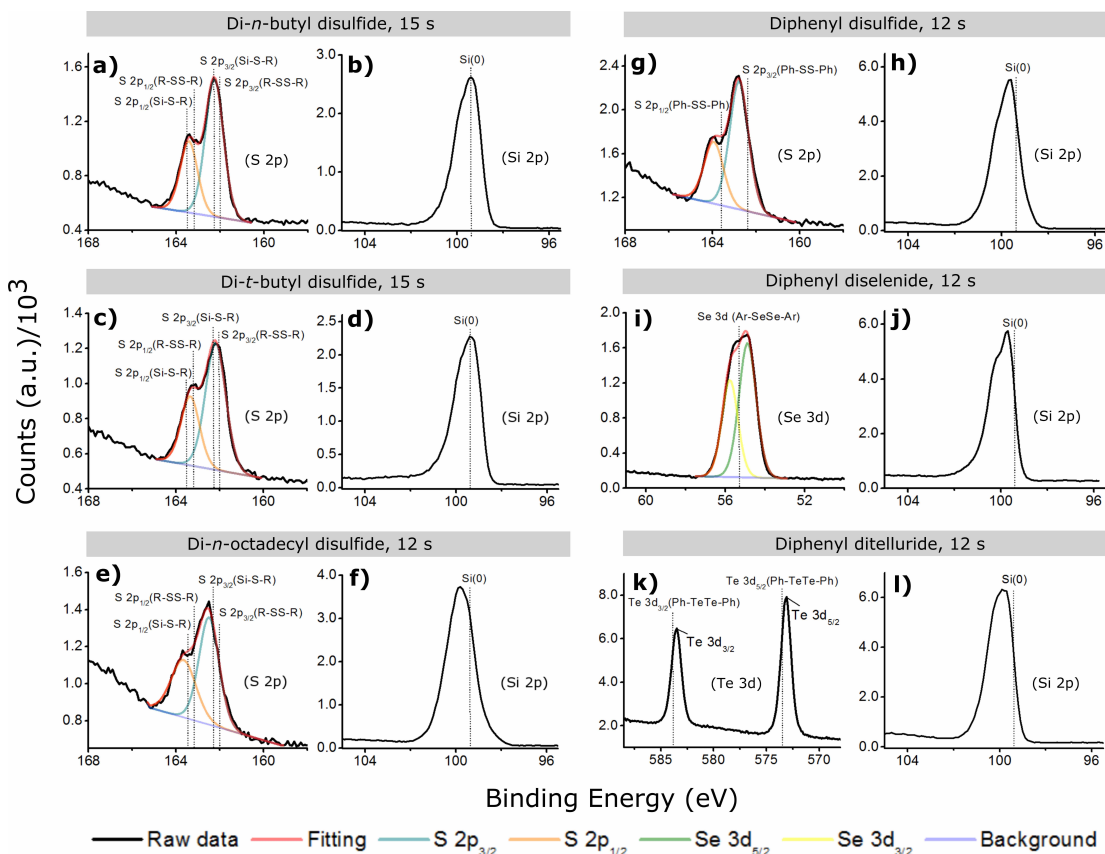 Di-n-butyl disulfide, 15 s
a)
S 2p3/2(Si-S-R)
S 2p1/2(R-SS-R)
S 2p3/2(R-SS-R)
S 2p1/2(Si-S-R)
(S 2p)
1.6
1.2
0.8
0.4
168 164 160
b)
Si(0)
(Si 2p)
3.0
2.5
2.0
1.5
1.0
0.5
0.0
104 100 96
Diphenyl disulfide, 12 s
g)
S 2p3/2(Ph-SS-Ph)
S 2p1/2(Ph-SS-Ph)
(S 2p)
2.5
2.1
1.6
1.2
168 164 160
h)
Si(0)
(Si 2p)
6.0
4.0
2.0
0.0
104 100 96
Di-t-butyl disulfide, 15 s
c)
S 2p3/2(Si-S-R)
S 2p1/2(R-SS-R)
S 2p3/2(R-SS-R)
S 2p1/2(Si-S-R)
(S 2p)
1.4
1.2
1.0
0.8
0.6
0.4
168 164 160
d)
Si(0)
(Si 2p)
2.5
2.0
1.5
1.0
0.5
0.0
104 100 96
Diphenyl diselenide, 12 s
i)
Se 3d (Ar-SeSe-Ar)
(Se 3d)
2.0
1.6
1.2
0.8
0.4
0.0
60 56 52
j)
Si(0)
(Si 2p)
6.0
4.0
2.0
0.0
104 100 96
Di-n-octadecyl disulfide, 12 s
e)
S 2p3/2(Si-S-R)
S 2p1/2(R-SS-R)
S 2p3/2(R-SS-R)
S 2p1/2(Si-S-R)
(S 2p)
1.6
1.4
1.2
1.0
0.8
168 164 160
f)
Si(0)
(Si 2p)
4.0
3.0
2.0
1.0
0.0
104 100 96
Diphenyl ditelluride, 12 s
k)
Te 3d5/2(Ph-TeTe-Ph)
Te 3d3/2(Ph-TeTe-Ph)
Te 3d5/2
Te 3d3/2
(Te 3d)
8.0
6.0
4.0
2.0
585 580 575 570
l)
Si(0)
(Si 2p)
6.0
4.0
2.0
0.0
104 100 96
Counts (a.u.)/10³
Binding Energy (eV)
Raw data Fitting S 2p3/2 S 2p1/2 Se 3d5/2 Se 3d3/2 Background